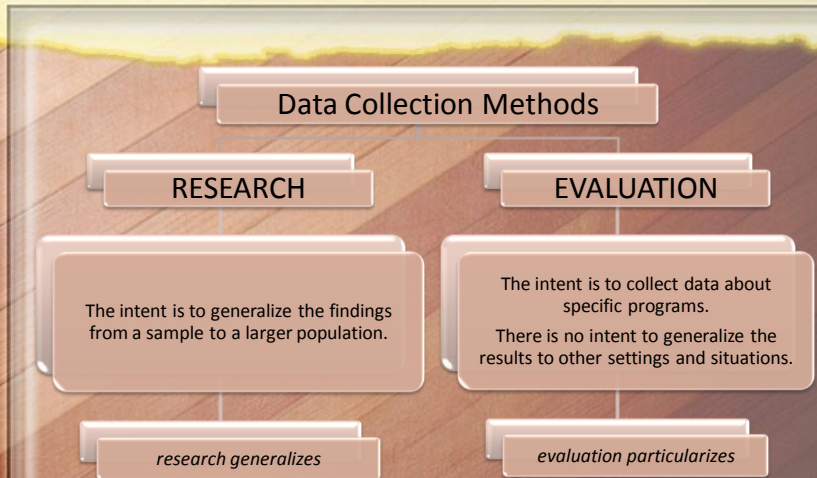 Data Collection Methods
RESEARCH
EVALUATION
The intent is to generalize the findings
from a sample to a larger population.
The intent is to collect data about
specific programs.
There is no intent to generalize the
results to other settings and situations.
research generalizes
evaluation particularizes